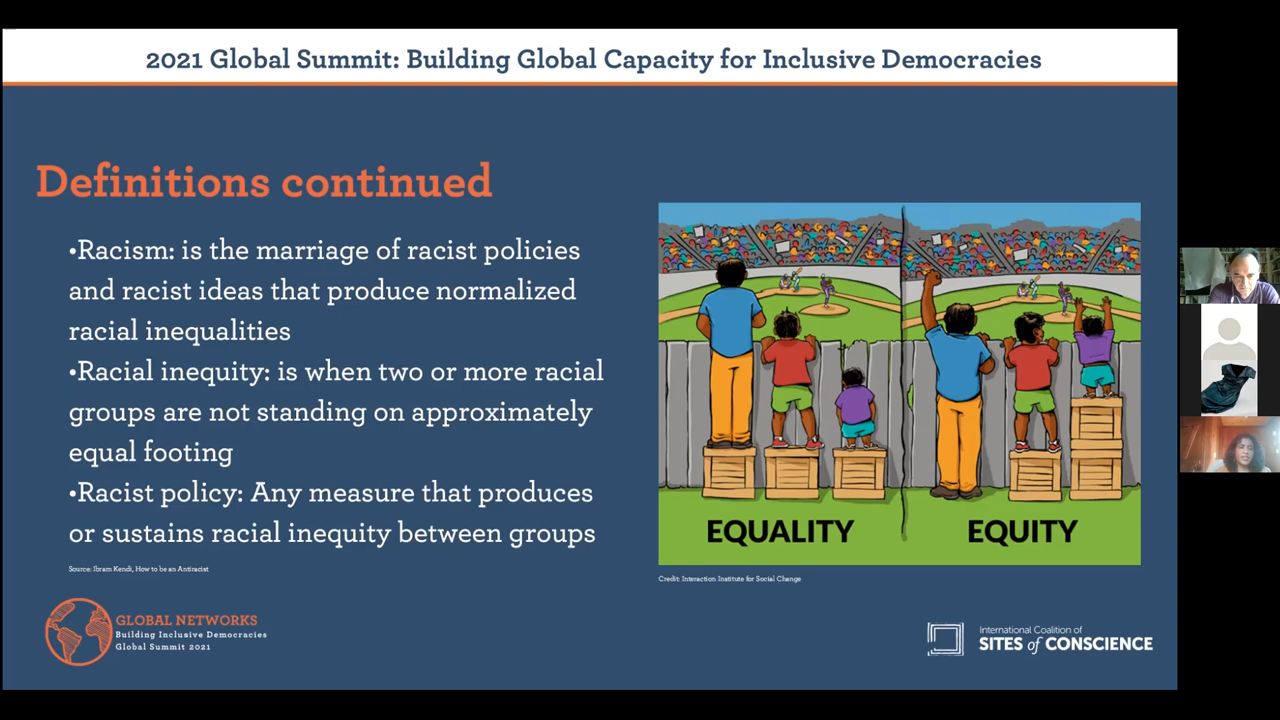 2021 Global Summit: Building Global Capacity for Inclusive Democracies
Definitions continued
•Racism: is the marriage of racist policies
and racist ideas that produce normalized
racial inequalities
•Racial inequity: is when two or more racial
groups are not standing on approximately
equal footing
•Racist policy: Any measure that produces
or sustains racial inequity between groups
Source: Ibram Kendi, How to be an Antiracist
EQUALITY
EQUITY
Credit: Interaction Institute for Social Change
GLOBAL NETWORKS
Building Inclusive Democracies
Global Summit 2021
International Coalition of
SITES of CONSCIENCE